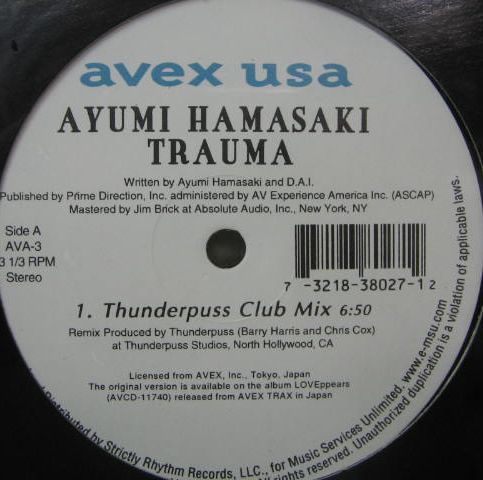 avex usa
AYUMI HAMASAKI
TRAUMA
Written by Ayumi Hamasaki and D.A.I.
Published by Prime Direction, Inc. administered by AV Experience America Inc. (ASCAP)
Mastered by Jim Brick at Absolute Audio, Inc., New York, NY
Side A
AVA-3
3 1/3 RPM
Stereo
7 -3218-38027-1 2
1. Thunderpuss Club Mix 6:50
Remix Produced by Thunderpuss (Barry Harris and Chris Cox)
at Thunderpuss Studios, North Hollywood, CA
Licensed from AVEX, Inc., Tokyo, Japan
The original version is available on the album LOVEppears
(AVCD-11740) released from AVEX TRAX in Japan
Distributed by Strictly Rhythm Records, LLC., for Music Services Unlimited, www.e-msu.com
rights reserved. Unauthorized duplication is a violation of applicable laws.